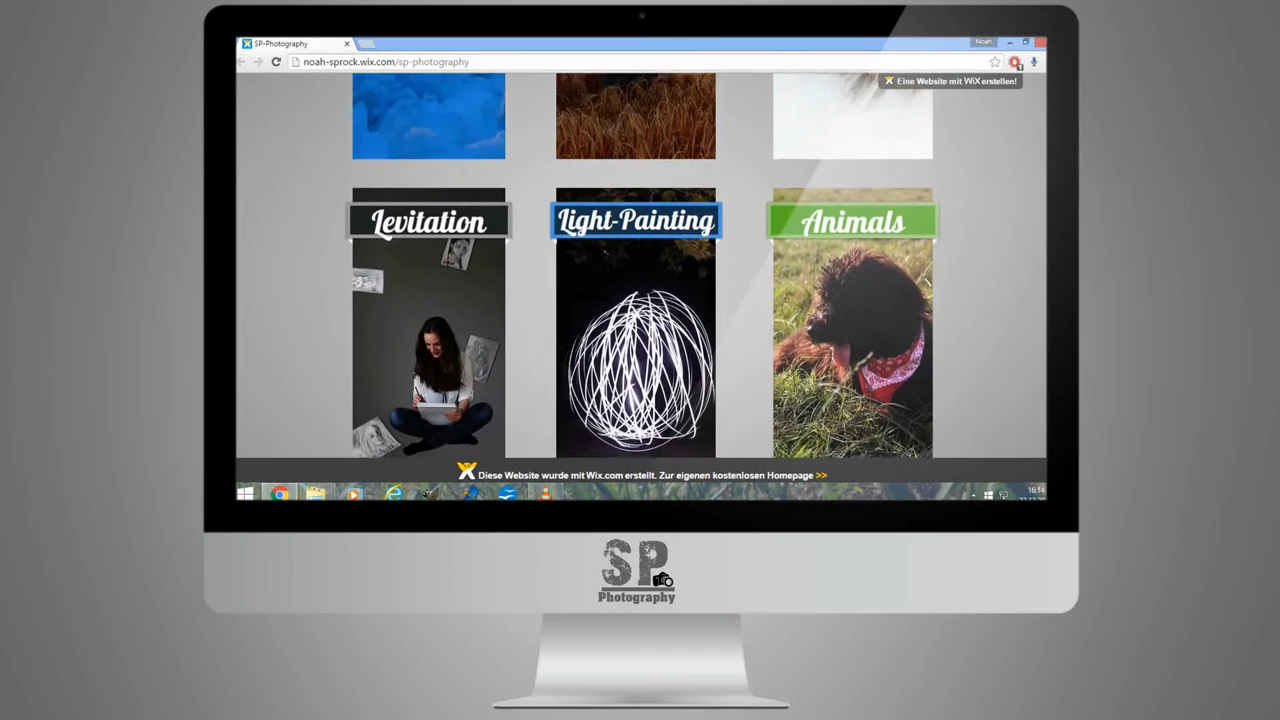 SP-Photography
Noah
noah-sprock.wix.com/sp-photography
Eine Website mit WiX erstellen!
Levitation
Light-Painting
Animals
Diese Website wurde mit Wix.com erstellt. Zur eigenen kostenlosen Homepage >>
16:14
SP
Photography